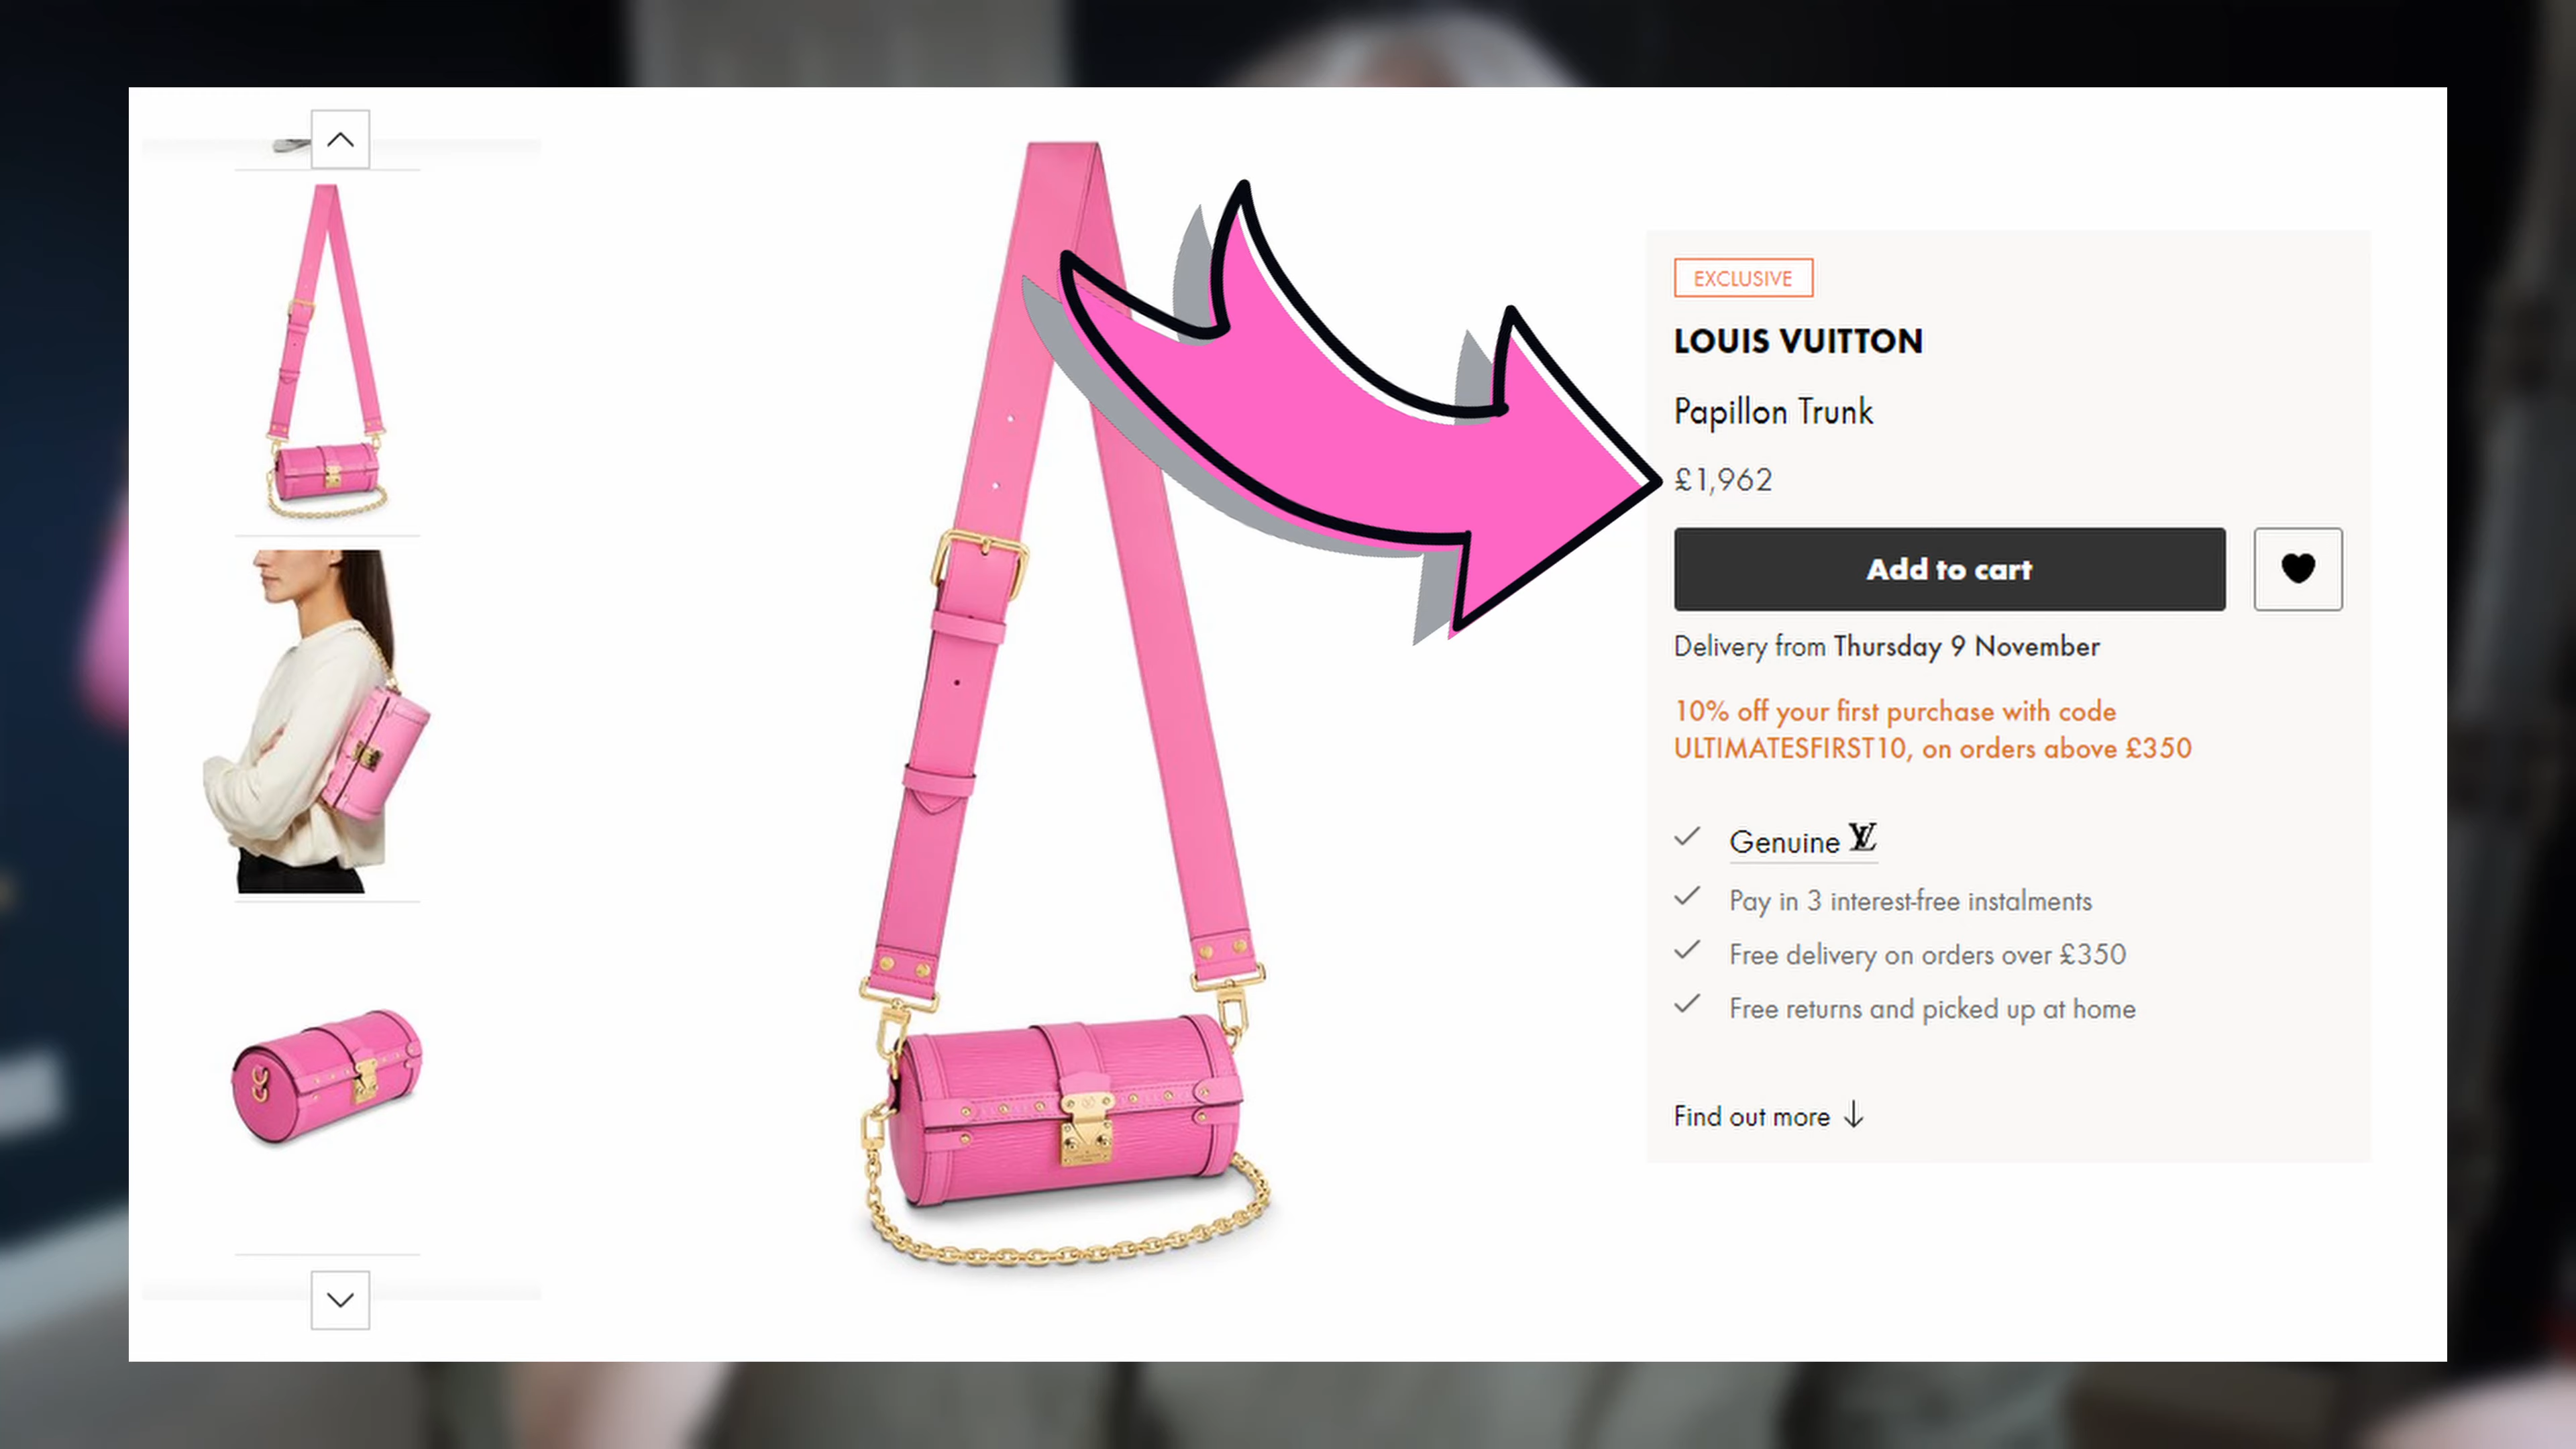 EXCLUSIVE
LOUIS VUITTON
Papillon Trunk
£1,962
Add to cart
Delivery from Thursday 9 November
10% off your first purchase with code
ULTIMATESFIRST10, on orders above £350
Genuine LV
Pay in 3 interest-free instalments
Free delivery on orders over £350
Free returns and picked up at home
Find out more